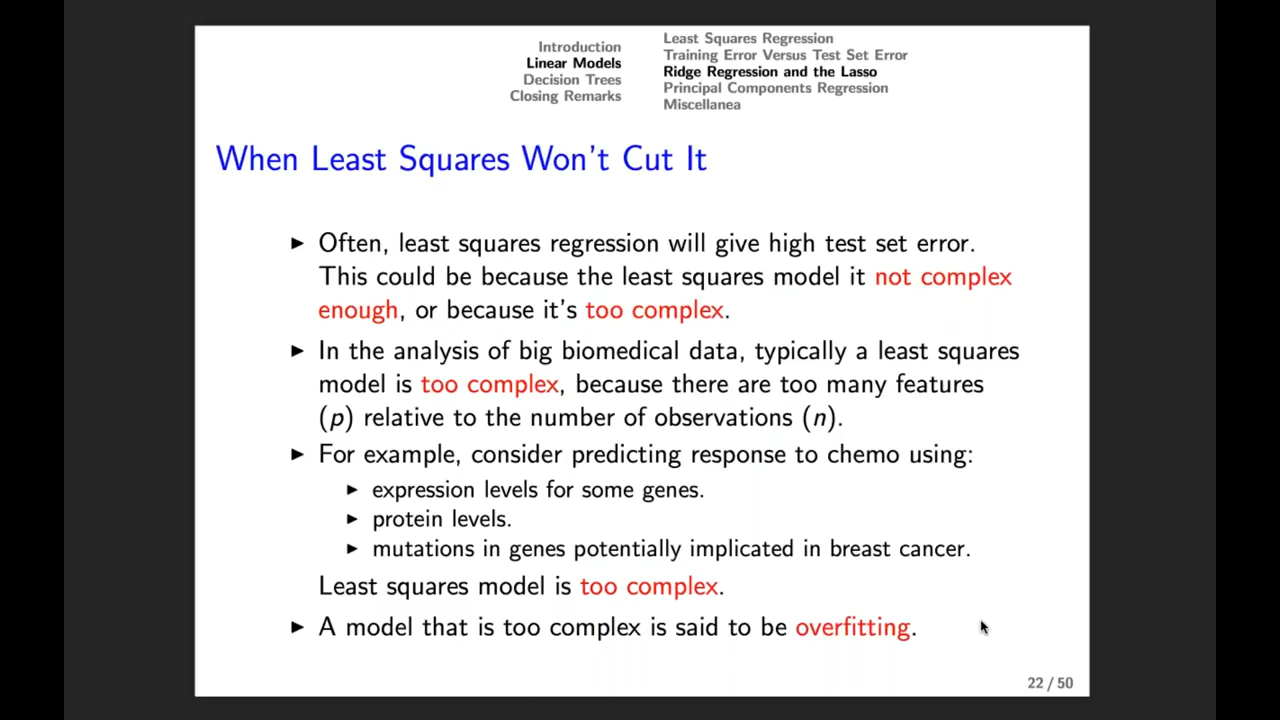 Introduction
Linear Models
Decision Trees
Closing Remarks
Least Squares Regression
Training Error Versus Test Set Error
Ridge Regression and the Lasso
Principal Components Regression
Miscellanea
When Least Squares Won't Cut It
► Often, least squares regression will give high test set error.
This could be because the least squares model it not complex
enough, or because it's too complex.
► In the analysis of big biomedical data, typically a least squares
model is too complex, because there are too many features
(p) relative to the number of observations (n).
► For example, consider predicting response to chemo using:
► expression levels for some genes.
► protein levels.
► mutations in genes potentially implicated in breast cancer.
Least squares model is too complex.
► A model that is too complex is said to be overfitting.
22 / 50